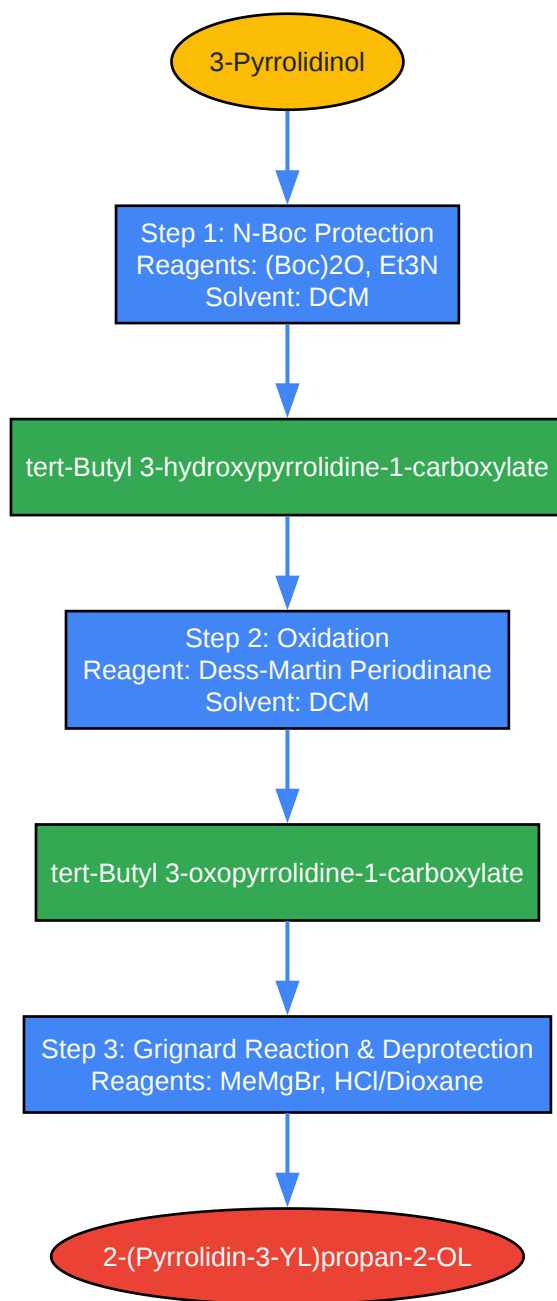 3-Pyrrolidinol
Step 1: N-Boc Protection
Reagents: (Boc)2O, Et3N
Solvent: DCM
tert-Butyl 3-hydroxypyrrolidine-1-carboxylate
Step 2: Oxidation
Reagent: Dess-Martin Periodinane
Solvent: DCM
tert-Butyl 3-oxopyrrolidine-1-carboxylate
Step 3: Grignard Reaction & Deprotection
Reagents: MeMgBr, HCl/Dioxane
2-(Pyrrolidin-3-YL)propan-2-OL